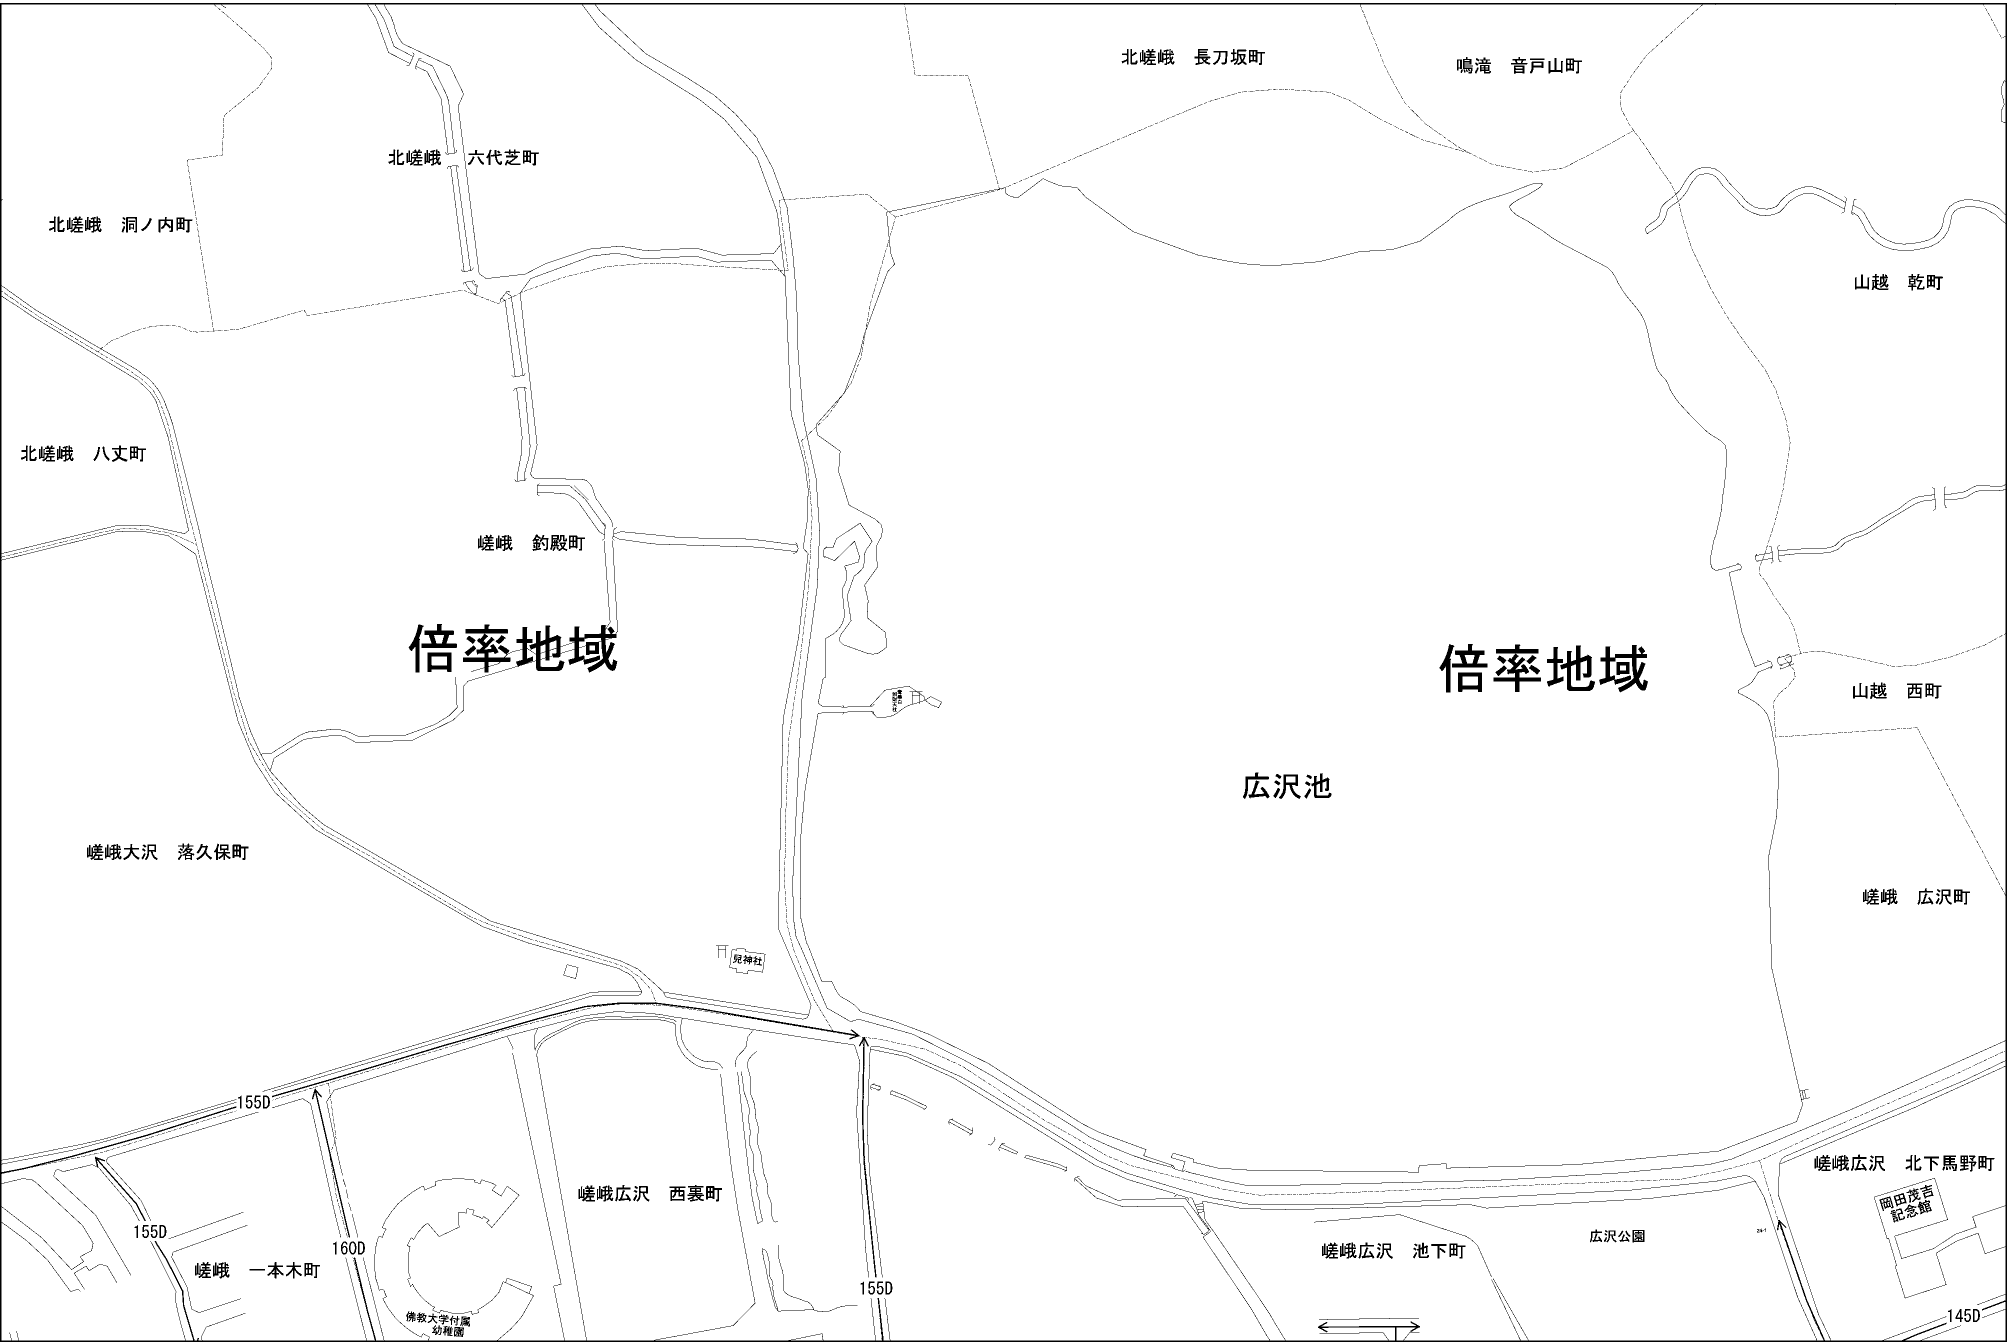 北嵯峨　長刀坂町
鳴滝　音戸山町
北嵯峨　六代芝町
北嵯峨　洞ノ内町
山越　乾町
北嵯峨　八丈町
嵯峨　釣殿町
倍率地域
倍率地域
山越　西町
広沢池
嵯峨大沢　落久保町
嵯峨　広沢町
児神社
155D
嵯峨広沢　北下馬野町
嵯峨広沢　西裏町
岡田茂吉
記念館
155D
160D
広沢公園
24-1
嵯峨広沢　池下町
嵯峨　一本木町
155D
佛教大学付属
幼稚園
145D